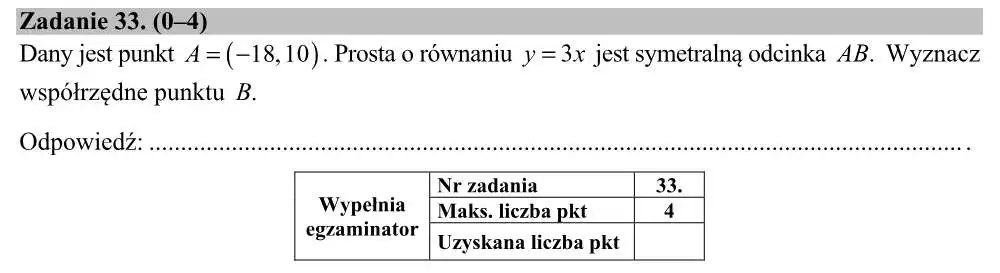 Zadanie 33. (0–4)
Dany jest punkt A = (−18, 10). Prosta o równaniu y = 3x jest symetralną odcinka AB. Wyznacz
współrzędne punktu B.
Odpowiedź: ..........................................................................................................................
Wypełnia egzaminator
Nr zadania 33.
Maks. liczba pkt 4
Uzyskana liczba pkt